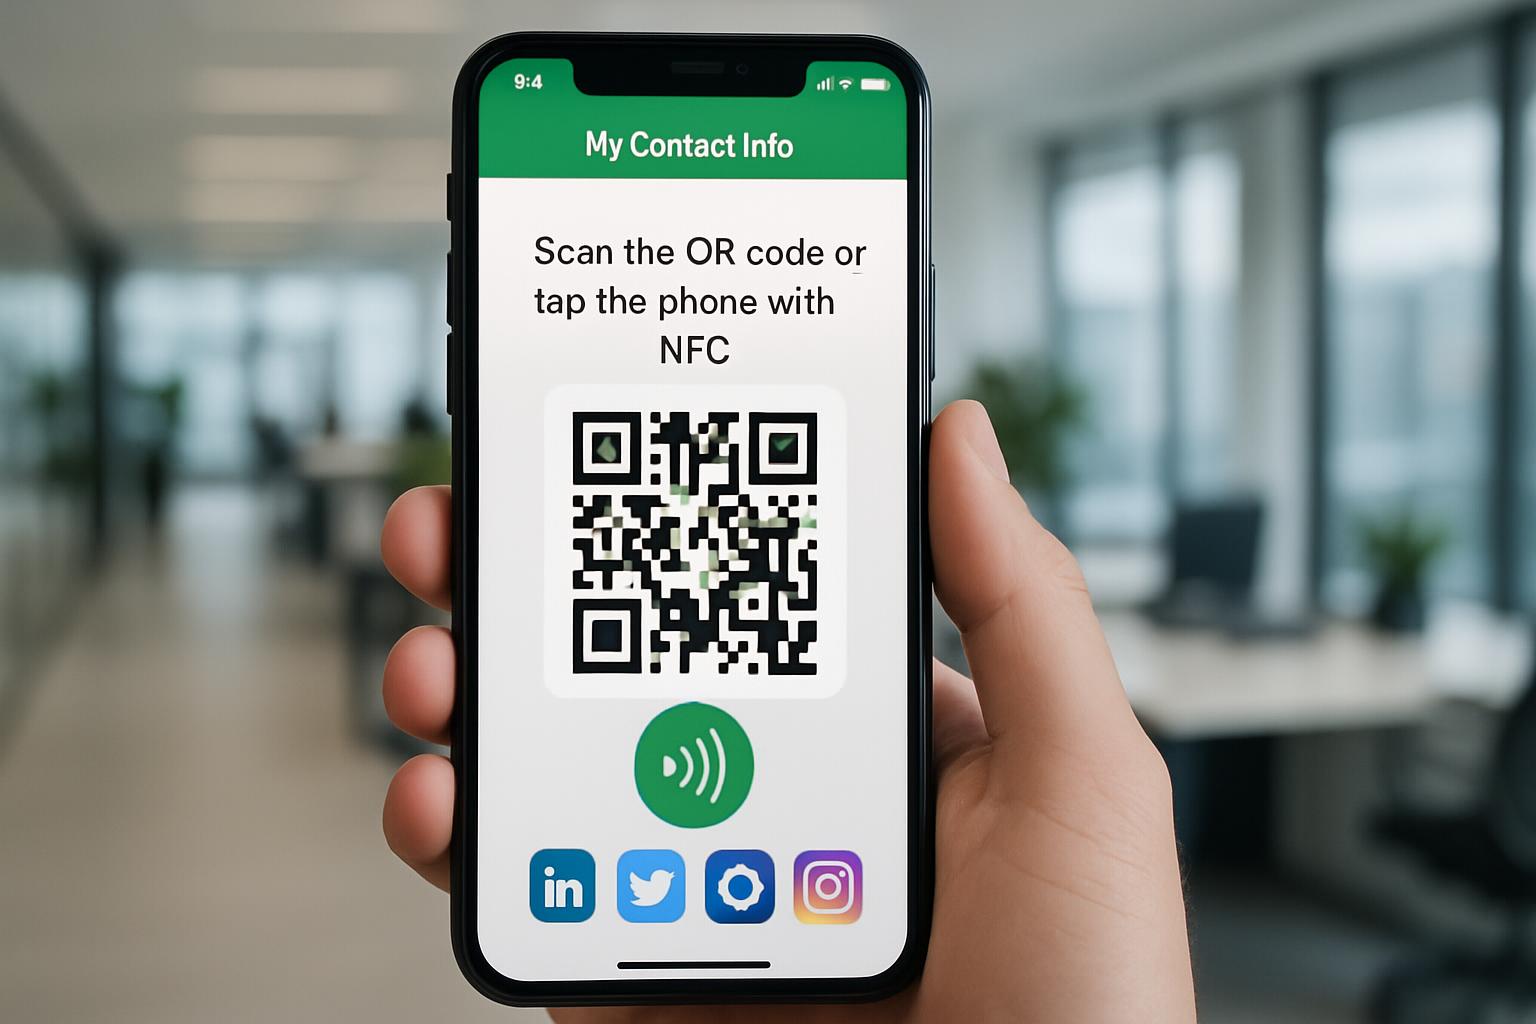 9:4
My Contact Info
Scan the OR code or
tap the phone with
NFC
in